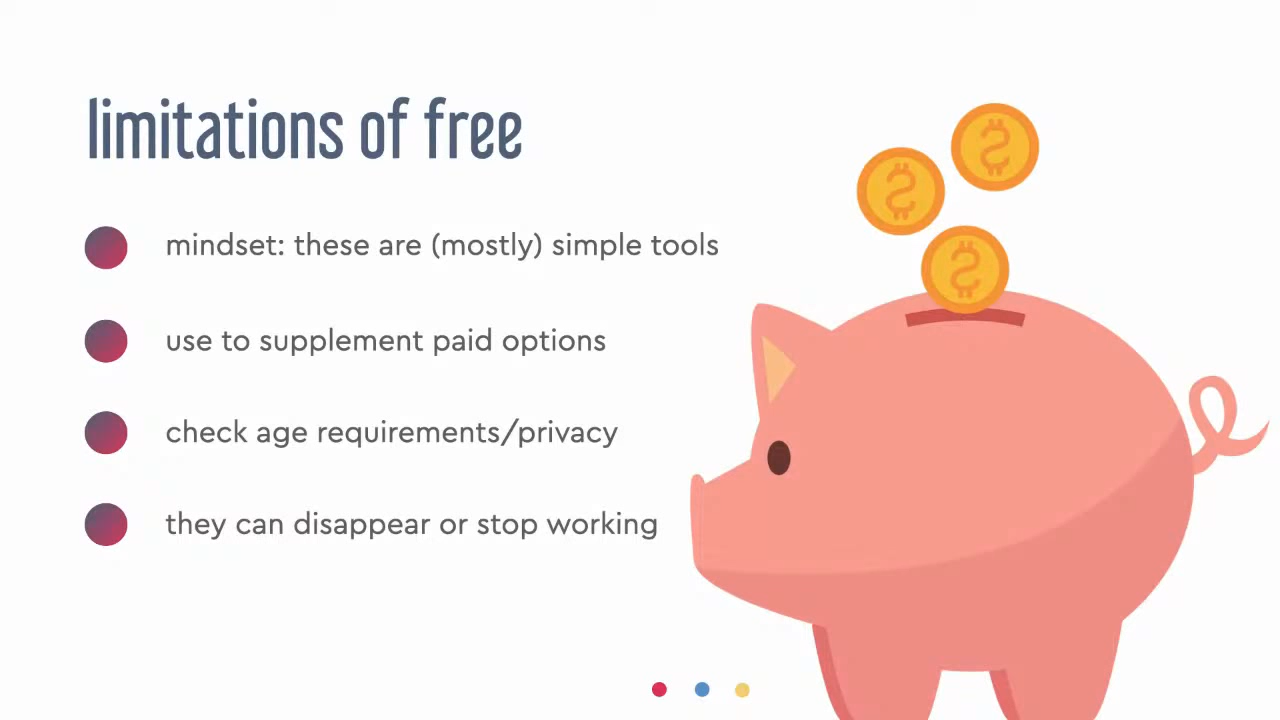 limitations of free
mindset: these are (mostly) simple tools
use to supplement paid options
check age requirements/privacy
they can disappear or stop working